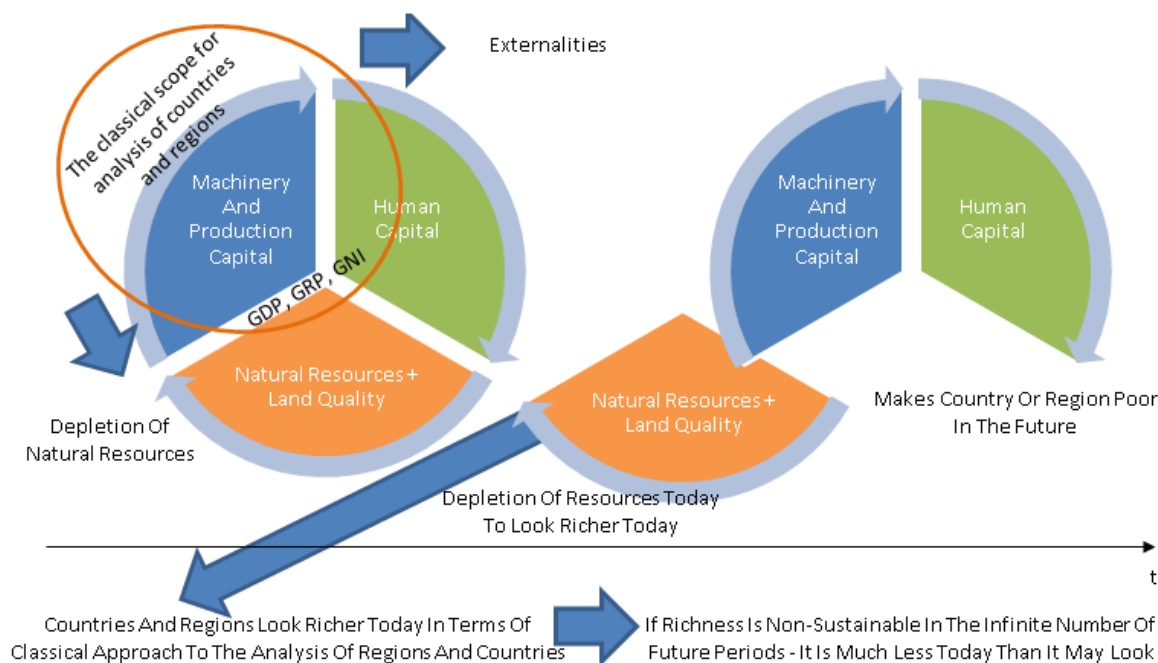 Externalities
The classical scope for
analysis of countries
and regions
Machinery
And
Production
Capital
Human
Capital
GDP, GRP, GNI
Natural Resources+
Land Quality
Depletion Of
Natural Resources
Machinery
And
Production
Capital
Human
Capital
Natural Resources+
Land Quality
Makes Country Or Region Poor
In The Future
Depletion Of Resources Today
To Look Richer Today
t
Countries And Regions Look Richer Today In Terms Of
Classical Approach To The Analysis Of Regions And Countries
If Richness Is Non-Sustainable In The Infinite Number Of
Future Periods - It Is Much Less Today Than It May Look